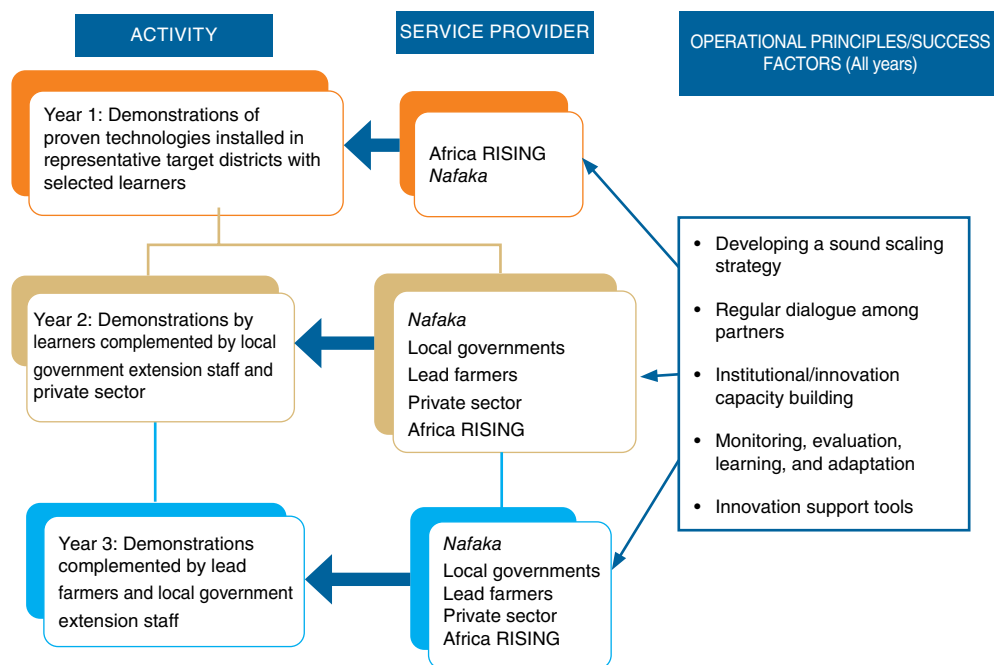 ACTIVITY
SERVICE PROVIDER
OPERATIONAL PRINCIPLES/SUCCESS
FACTORS (All years)
Year 1: Demonstrations of
proven technologies installed in
representative target districts with
selected learners
Africa RISING
Nafaka
Year 2: Demonstrations by
learners complemented by local
government extension staff and
private sector
Nafaka
Local governments
Lead farmers
Private sector
Africa RISING
Year 3: Demonstrations
complemented by lead
farmers and local government
extension staff
Nafaka
Local governments
Lead farmers
Private sector
Africa RISING
• Developing a sound scaling
strategy
• Regular dialogue among
partners
• Institutional/innovation
capacity building
• Monitoring, evaluation,
learning, and adaptation
• Innovation support tools